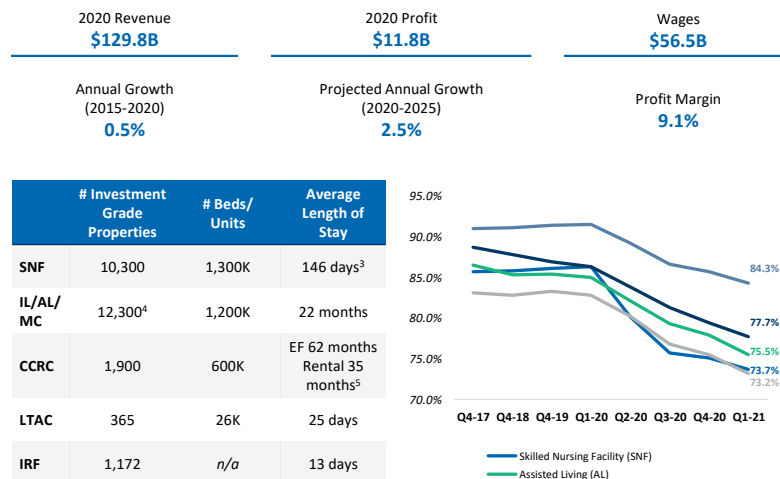 2020 Revenue
$129.8B
2020 Profit
$11.8B
Wages
$56.5B
Annual Growth
(2015-2020)
0.5%
Projected Annual Growth
(2020-2025)
2.5%
Profit Margin
9.1%
# Investment
Grade
Properties
# Beds/
Units
Average
Length of
Stay
SNF
10,300
1,300K
146 days³
IL/AL/
MC
12,300⁴
1,200K
22 months
CCRC
1,900
600K
EF 62 months
Rental 35
months⁵
LTAC
365
26K
25 days
IRF
1,172
n/a
13 days
95.0%
90.0%
85.0%
80.0%
75.0%
70.0%
84.3%
77.7%
75.5%
73.7%
73.2%
Q4-17 Q4-18 Q4-19 Q1-20 Q2-20 Q3-20 Q4-20 Q1-21
Skilled Nursing Facility (SNF)
Assisted Living (AL)